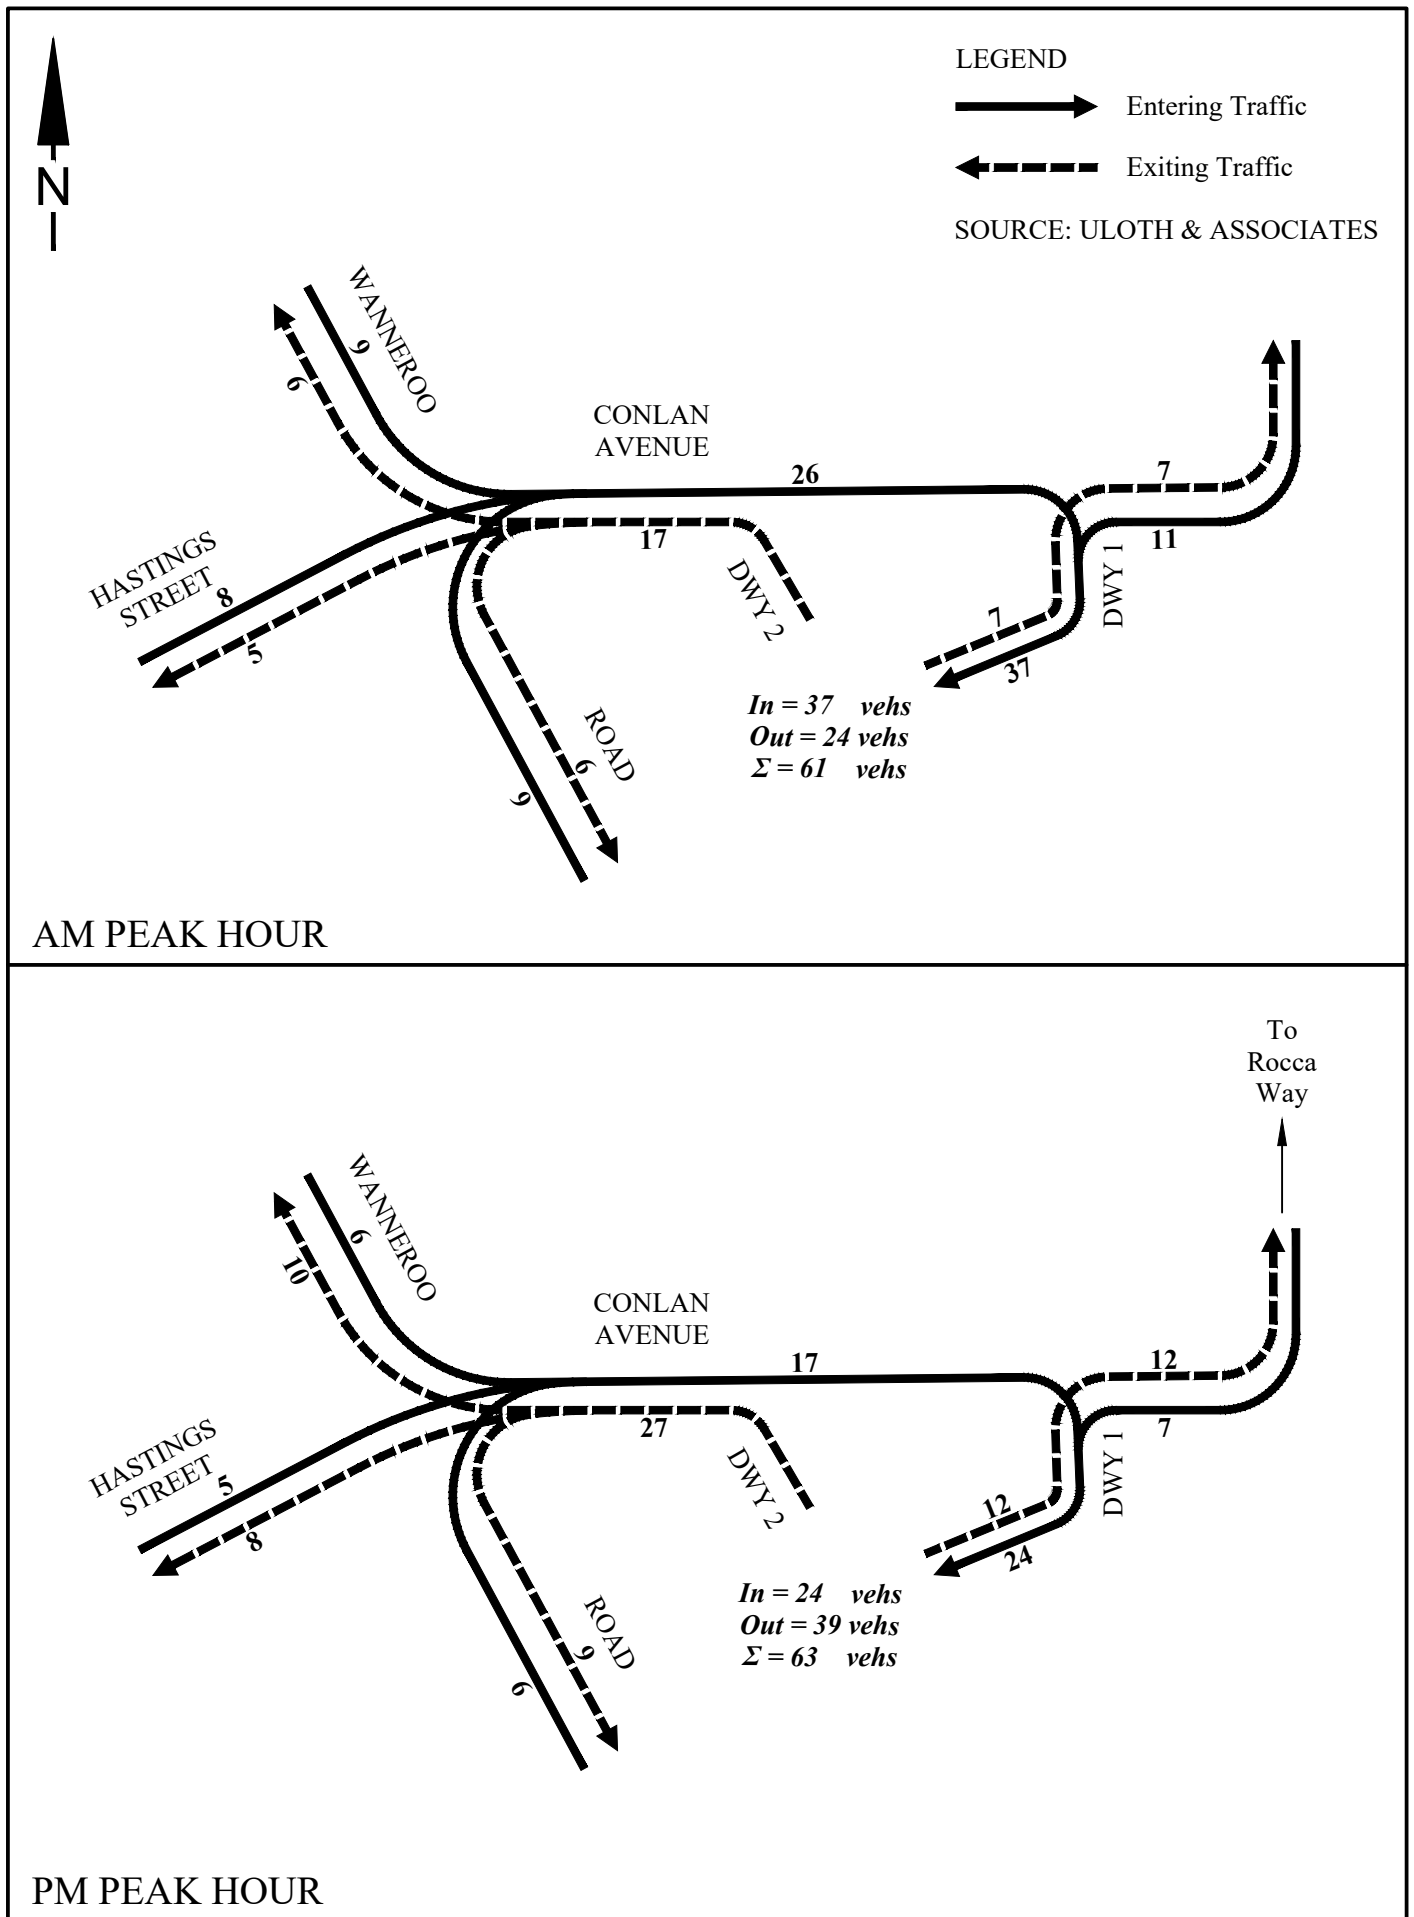 LEGEND
Entering Traffic
Exiting Traffic
SOURCE: ULOTH & ASSOCIATES
N
WANNEROO
9
6
CONLAN
AVENUE
26
7
17
11
HASTINGS
STREET
8
5
DWY 2
DWY 1
7
37
In = 37 vehs
Out = 24 vehs
Σ = 61 vehs
ROAD
6
9
AM PEAK HOUR
To
Rocca
Way
WANNEROO
6
10
CONLAN
AVENUE
17
12
27
7
HASTINGS
STREET
5
8
DWY 2
DWY 1
12
24
In = 24 vehs
Out = 39 vehs
Σ = 63 vehs
ROAD
9
6
PM PEAK HOUR